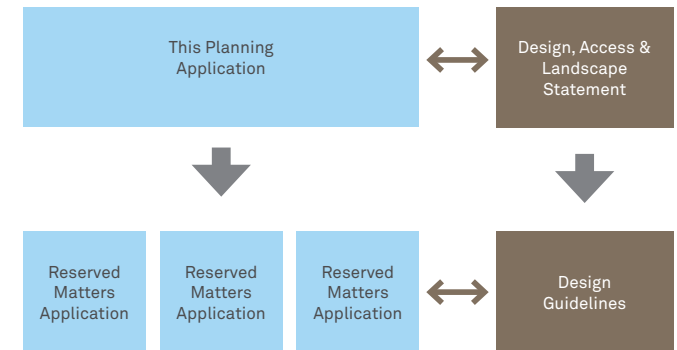 This Planning
Application
Design, Access &
Landscape
Statement
Reserved
Matters
Application
Reserved
Matters
Application
Reserved
Matters
Application
Design
Guidelines